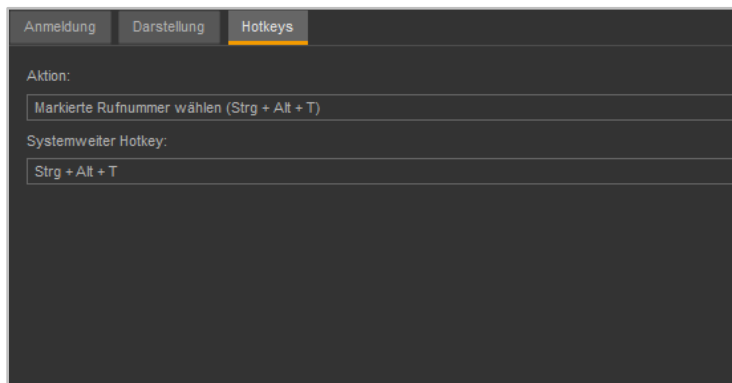 Anmeldung Darstellung Hotkeys
Aktion:
Markierte Rufnummer wählen (Strg + Alt + T)
Systemweiter Hotkey:
Strg + Alt + T